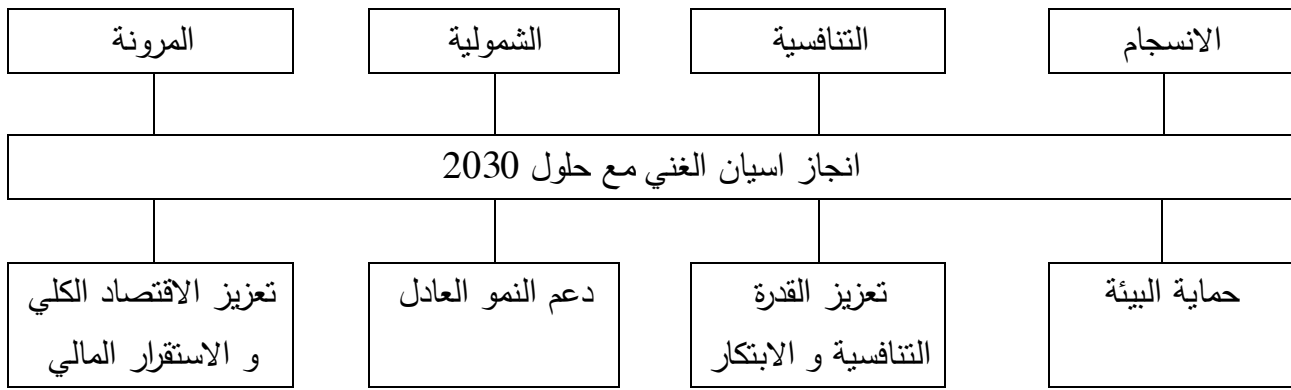 الانسجام
التنافسية
الشمولية
المرونة
انجاز اسيان الغني مع حلول 2030
حماية البيئة
تعزيز القدرة
التنافسية و الابتكار
دعم النمو العادل
تعزيز الاقتصاد الكلي
و الاستقرار المالي